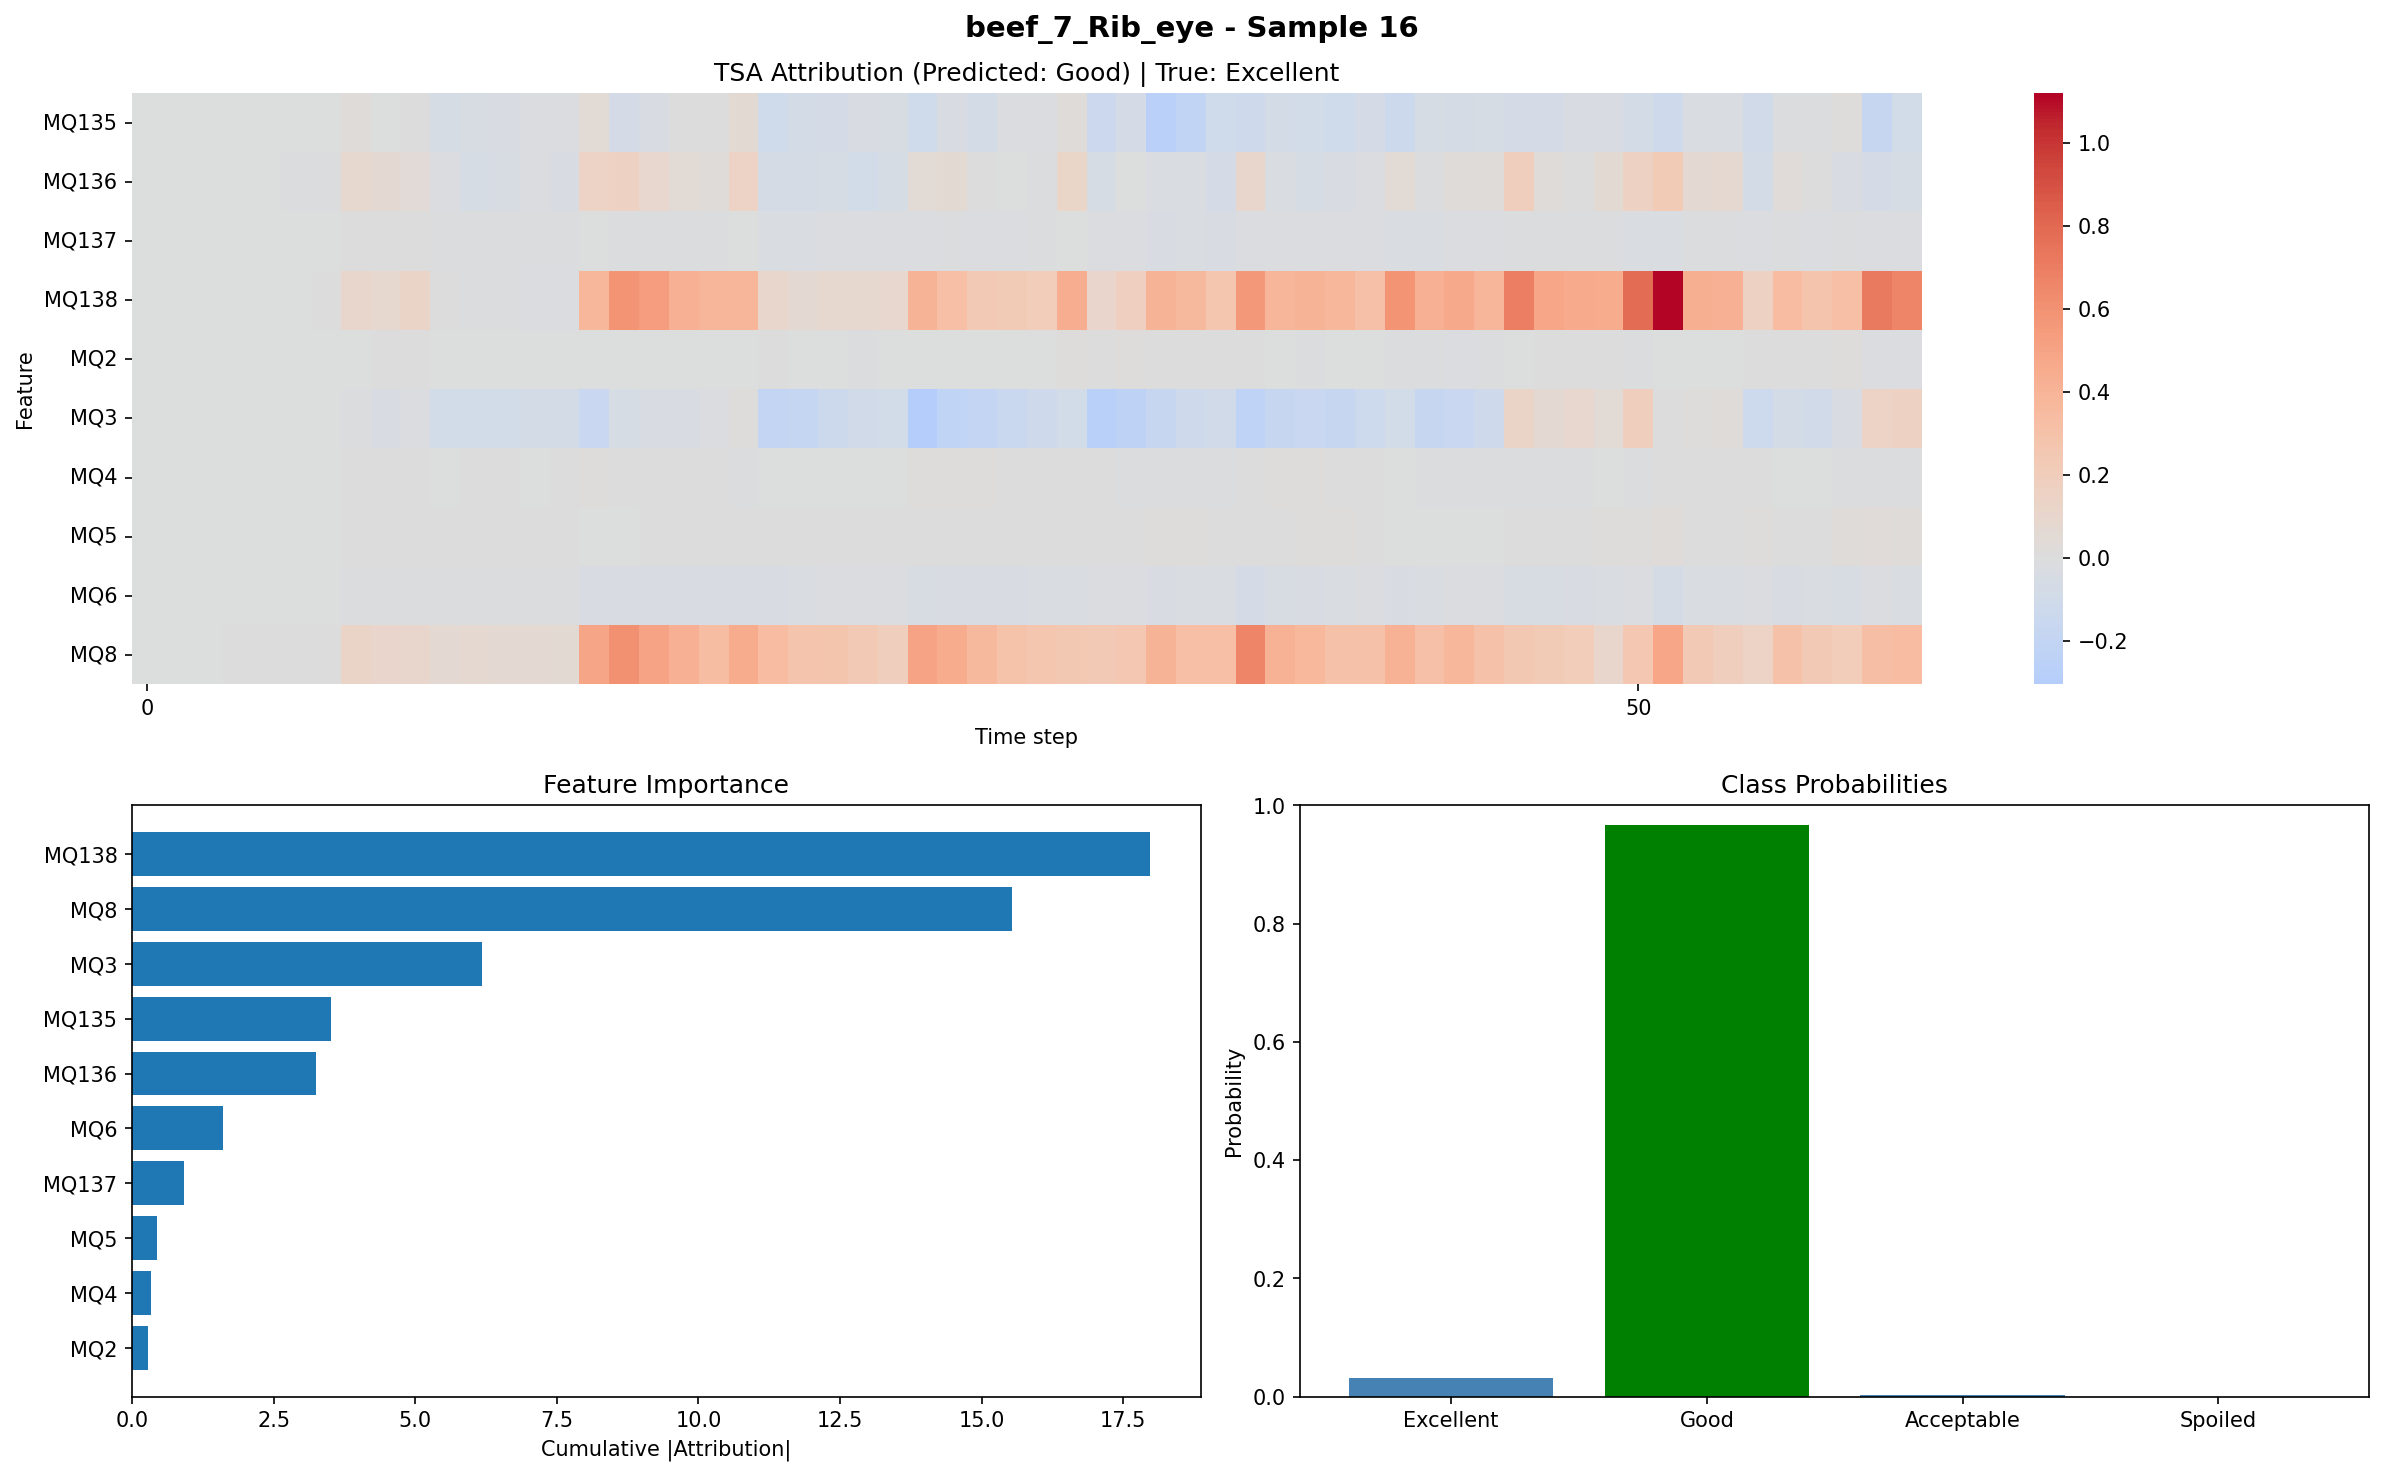 beef_7_Rib_eye - Sample 16
TSA Attribution (Predicted: Good) | True: Excellent
Feature
MQ135
MQ136
MQ137
MQ138
MQ2
MQ3
MQ4
MQ5
MQ6
MQ8
0
50
Time step
1.0
0.8
0.6
0.4
0.2
0.0
−0.2
Feature Importance
MQ138
MQ8
MQ3
MQ135
MQ136
MQ6
MQ137
MQ5
MQ4
MQ2
0.0
2.5
5.0
7.5
10.0
12.5
15.0
17.5
Cumulative |Attribution|
Class Probabilities
Probability
1.0
0.8
0.6
0.4
0.2
0.0
Excellent
Good
Acceptable
Spoiled